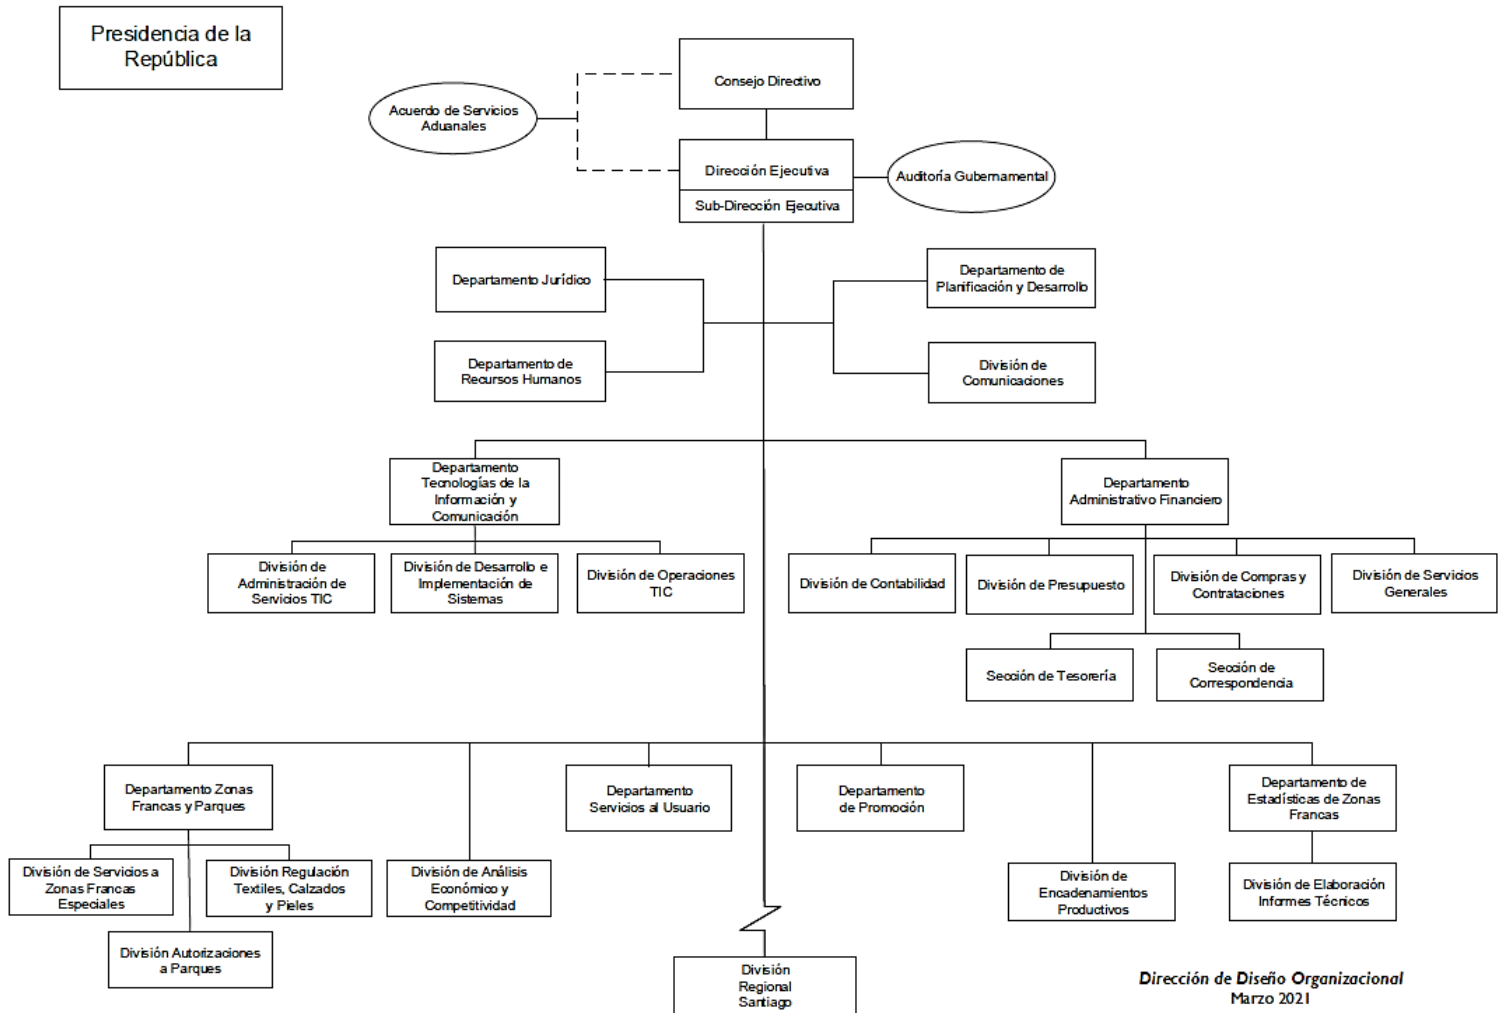 Presidencia de la
República
Consejo Directivo
Acuerdo de Servicios
Aduanales
Dirección Ejecutiva
Auditoría Gubernamental
Sub-Dirección Ejecutiva
Departamento Jurídico
Departamento de
Planificación y Desarrollo
Departamento de
Recursos Humanos
División de
Comunicaciones
Departamento
Tecnologías de la
Información y
Comunicación
Departamento
Administrativo Financiero
División de
Administración de
Servicios TIC
División de Desarrollo e
Implementación de
Sistemas
División de Operaciones
TIC
División de Contabilidad
División de Presupuesto
División de Compras y
Contrataciones
División de Servicios
Generales
Sección de Tesorería
Sección de
Correspondencia
Departamento Zonas
Francas y Parques
Departamento
Servicios al Usuario
Departamento
de Promoción
Departamento de
Estadísticas de Zonas
Francas
División de Servicios a
Zonas Francas
Especiales
División Regulación
Textiles, Calzados
y Pieles
División de Análisis
Económico y
Competitividad
División de
Encadenamientos
Productivos
División de Elaboración
Informes Técnicos
División Autorizaciones
a Parques
División
Regional
Santiago
Dirección de Diseño Organizacional
Marzo 2021